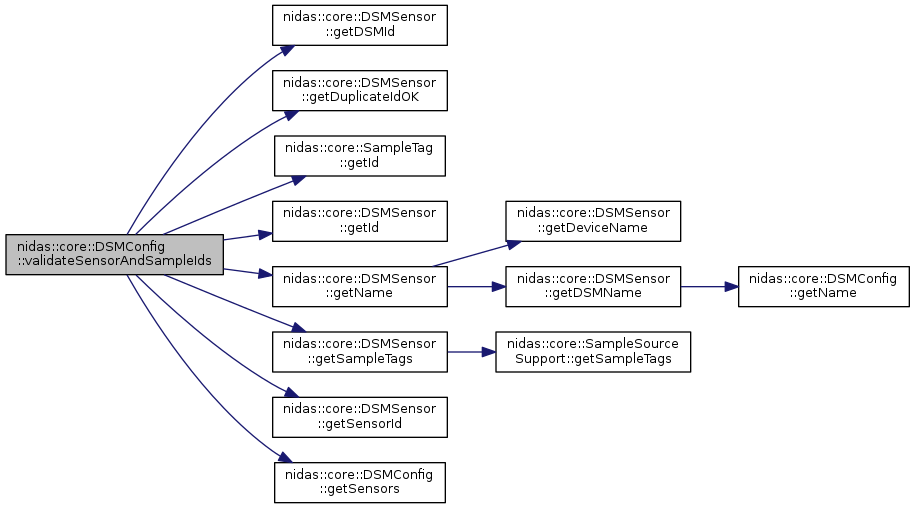 nidas::core::DSMSensor
::getDSMId
nidas::core::DSMSensor
::getDuplicateIdOK
nidas::core::SampleTag
::getId
nidas::core::DSMSensor
::getId
nidas::core::DSMConfig
::validateSensorAndSampleIds
nidas::core::DSMSensor
::getName
nidas::core::DSMSensor
::getDeviceName
nidas::core::DSMSensor
::getDSMName
nidas::core::DSMConfig
::getName
nidas::core::DSMSensor
::getSampleTags
nidas::core::SampleSource
Support::getSampleTags
nidas::core::DSMSensor
::getSensorId
nidas::core::DSMConfig
::getSensors